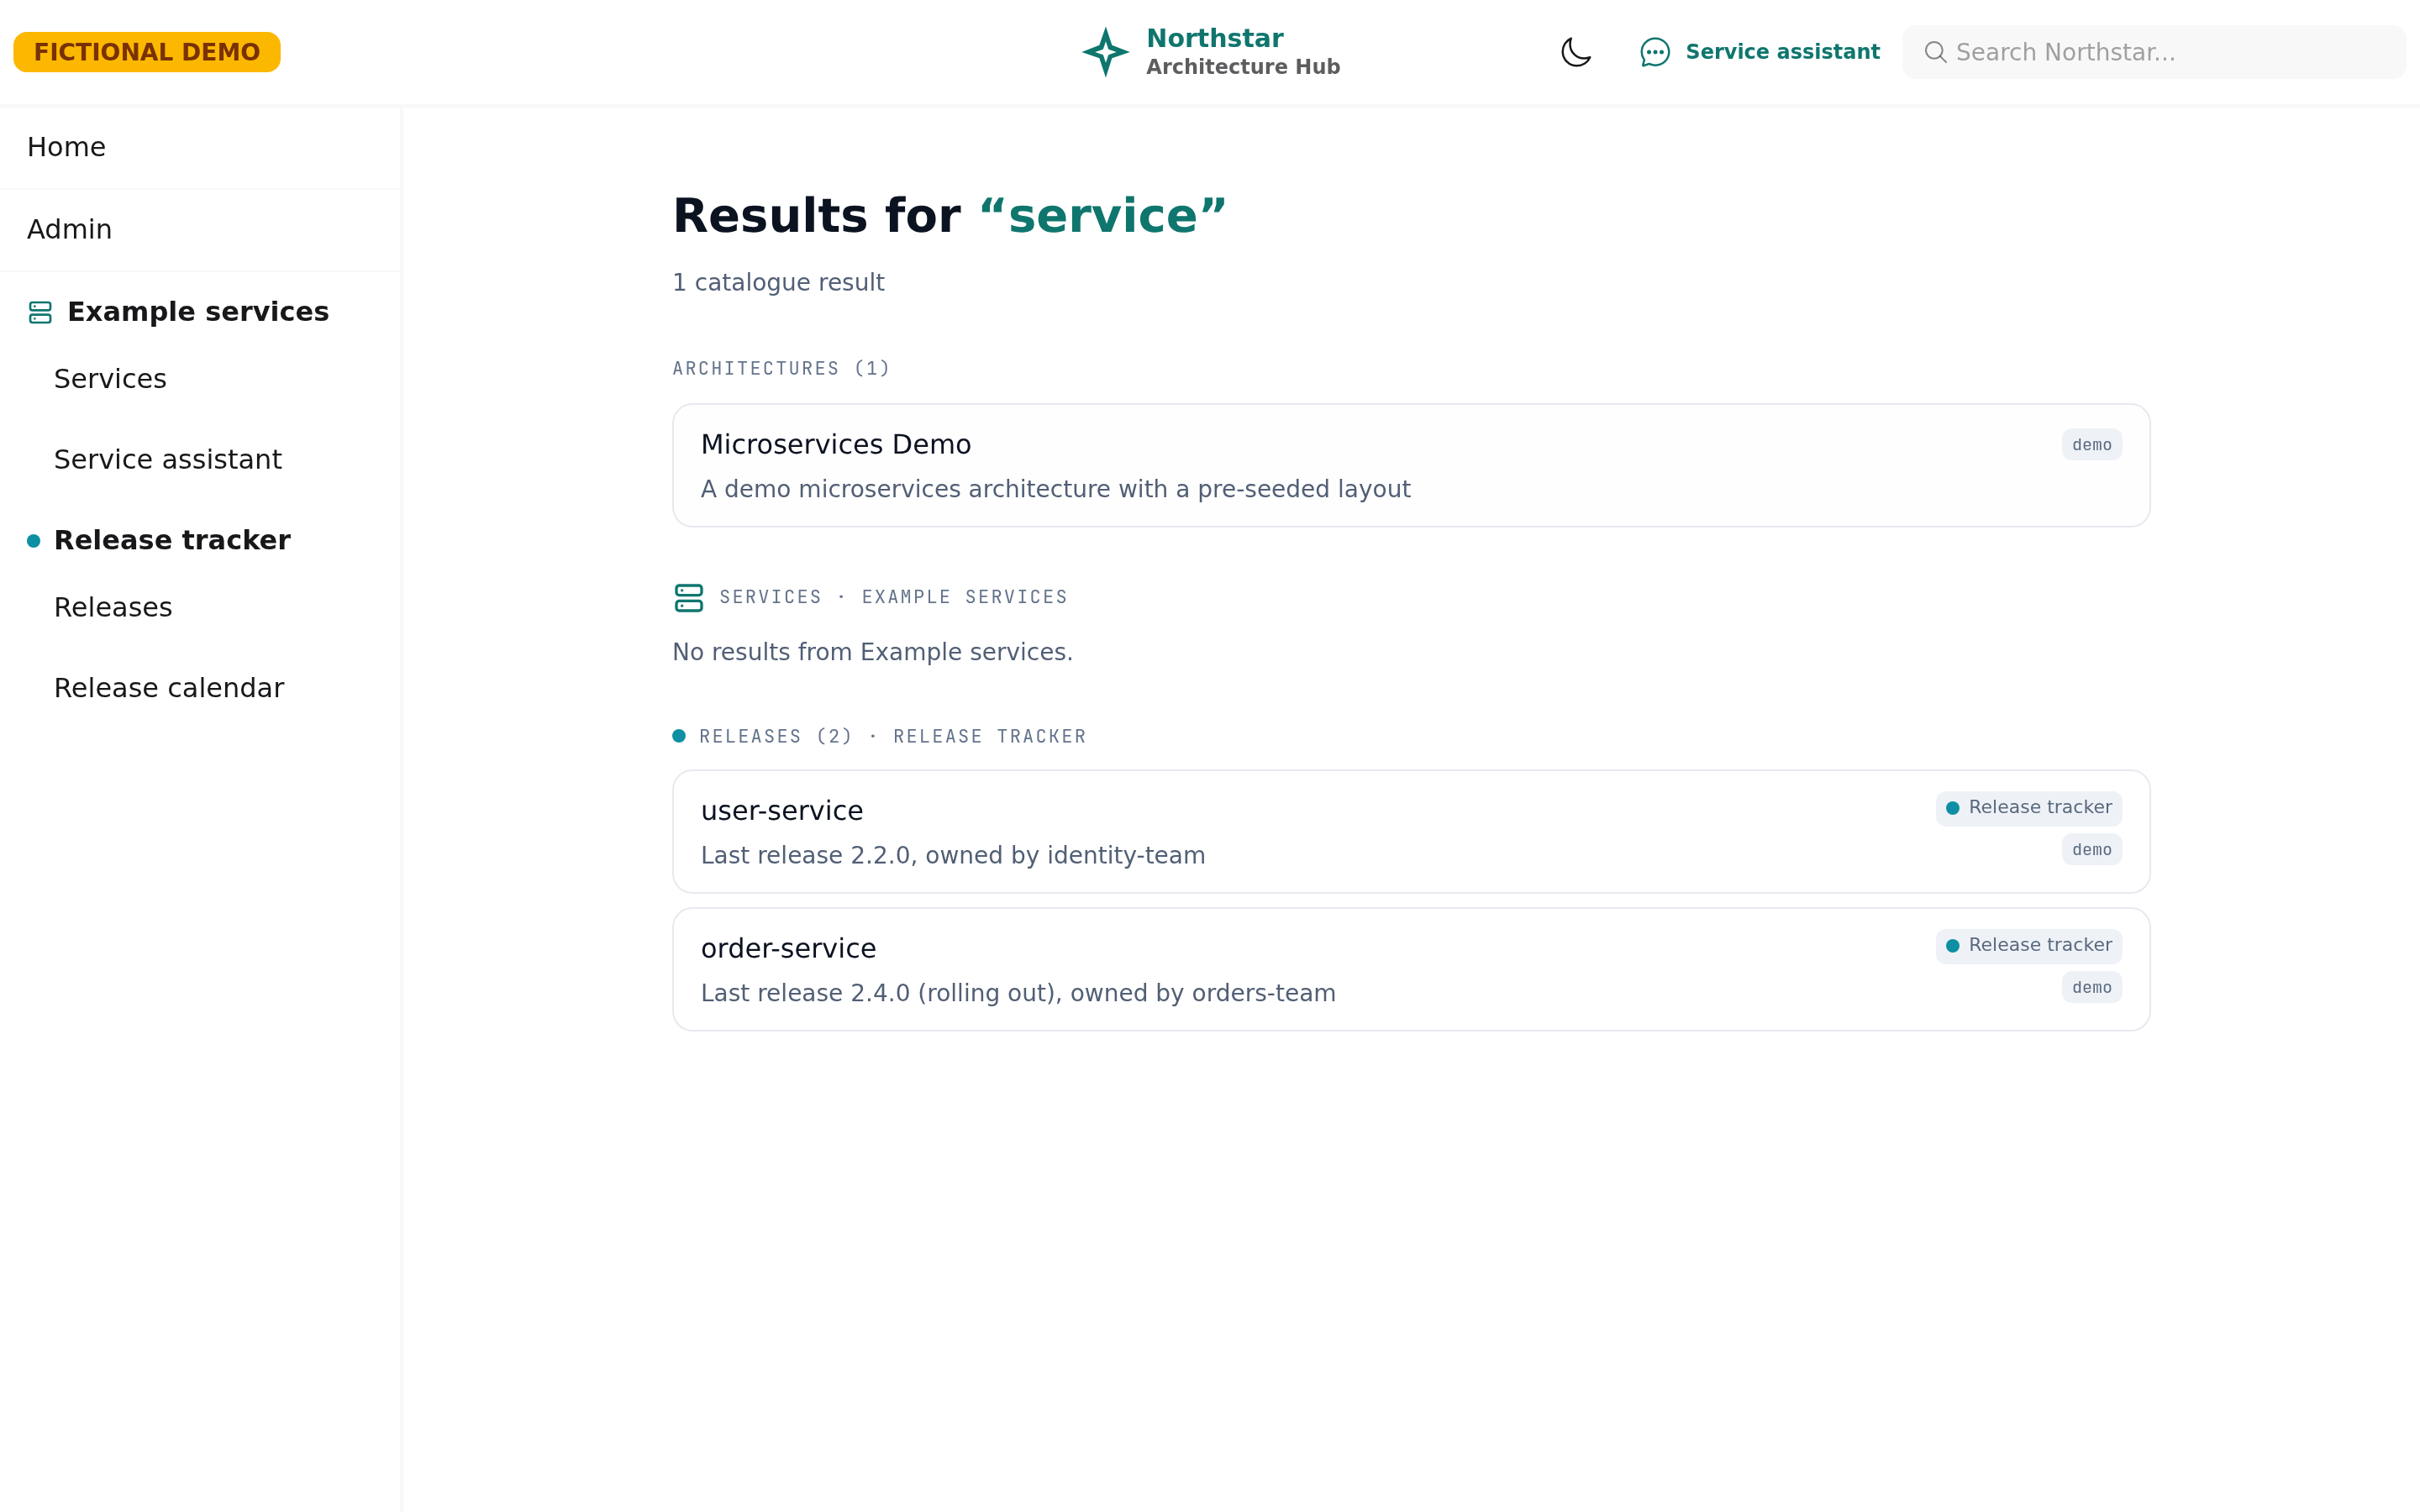 FICTIONAL DEMO
Northstar
Architecture Hub
Service assistant
Search Northstar...
Home
Admin
Example services
Services
Service assistant
Release tracker
Releases
Release calendar
Results for “service”
1 catalogue result
ARCHITECTURES (1)
Microservices Demo
demo
A demo microservices architecture with a pre-seeded layout
SERVICES · EXAMPLE SERVICES
No results from Example services.
RELEASES (2) · RELEASE TRACKER
user-service
Release tracker
Last release 2.2.0, owned by identity-team
demo
order-service
Release tracker
Last release 2.4.0 (rolling out), owned by orders-team
demo